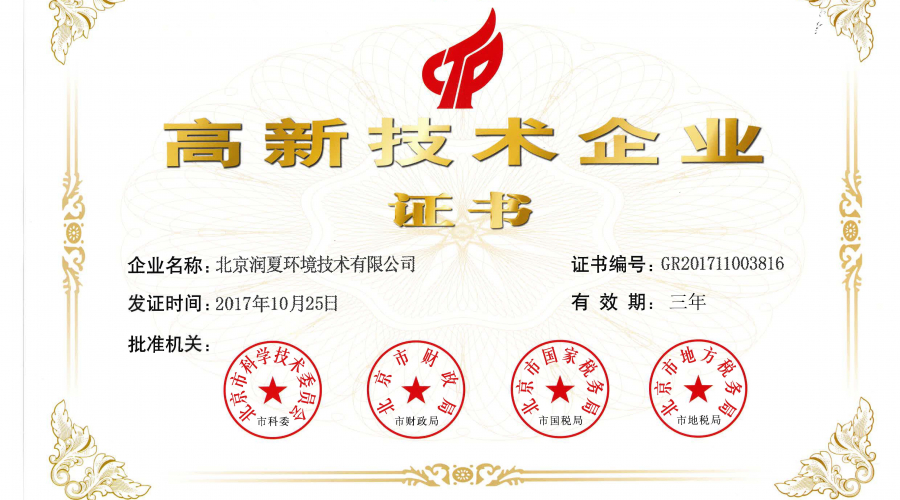 高新技术企业
证书
企业名称：北京润夏环境技术有限公司
证书编号：GR201711003816
发证时间：2017年10月25日
有效期：三年
批准机关：
北京市科学技术委员会
市科委
北京市财政局
市财政局
北京市国家税务局
市国税局
北京市地方税务局
市地税局